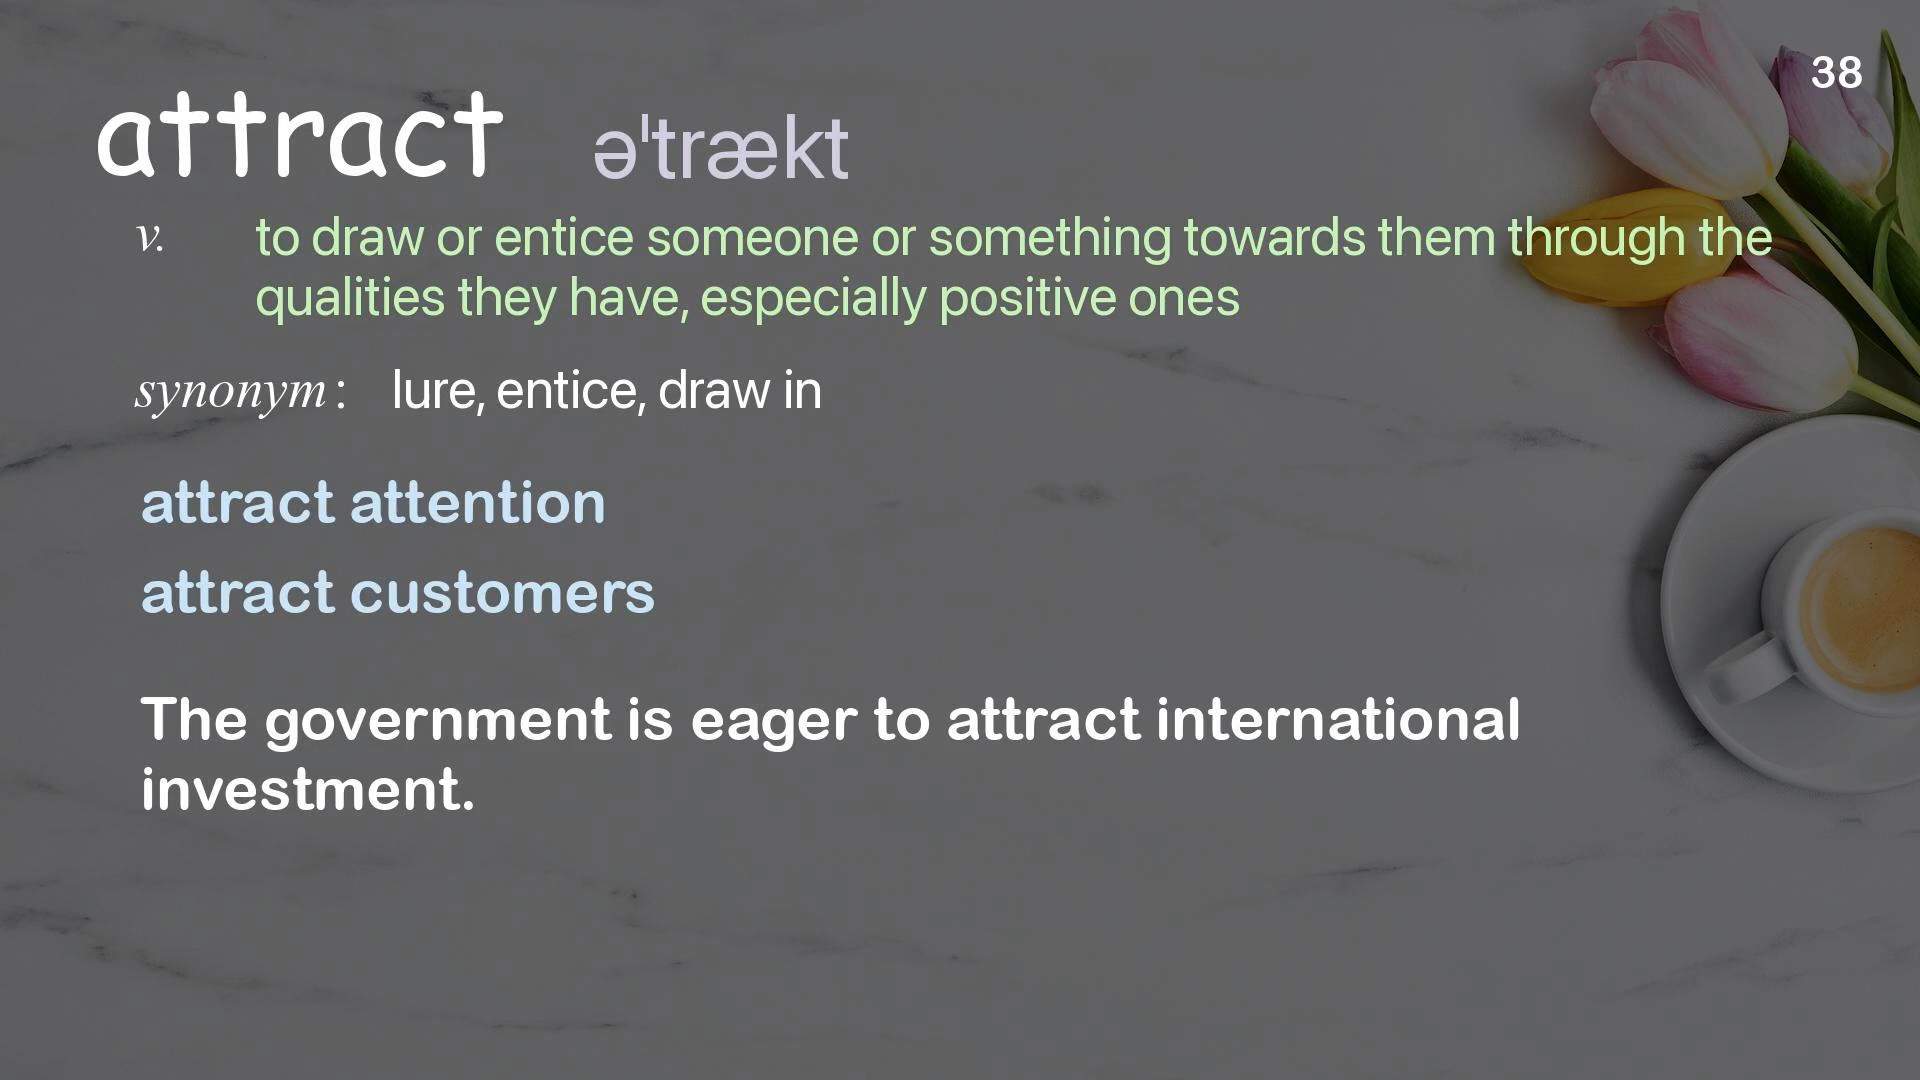 38
attract əˈtrækt
v. to draw or entice someone or something towards them through the
qualities they have, especially positive ones
synonym: lure, entice, draw in
attract attention
attract customers
The government is eager to attract international
investment.